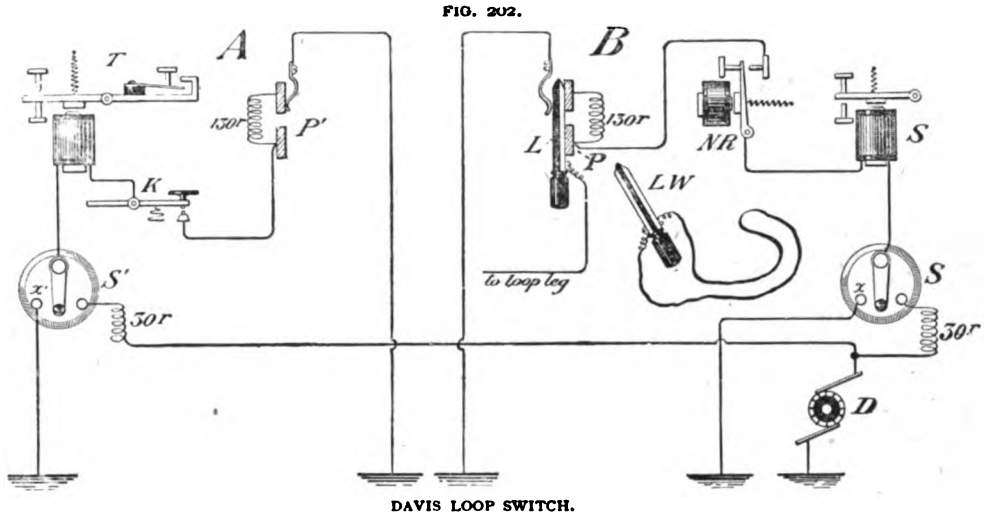 FIG. 202.
A
B
T
130r
P'
L
130r
P
NR
S
K
LW
to loop leg
S'
x'
30r
S
x
30r
D
DAVIS LOOP SWITCH.